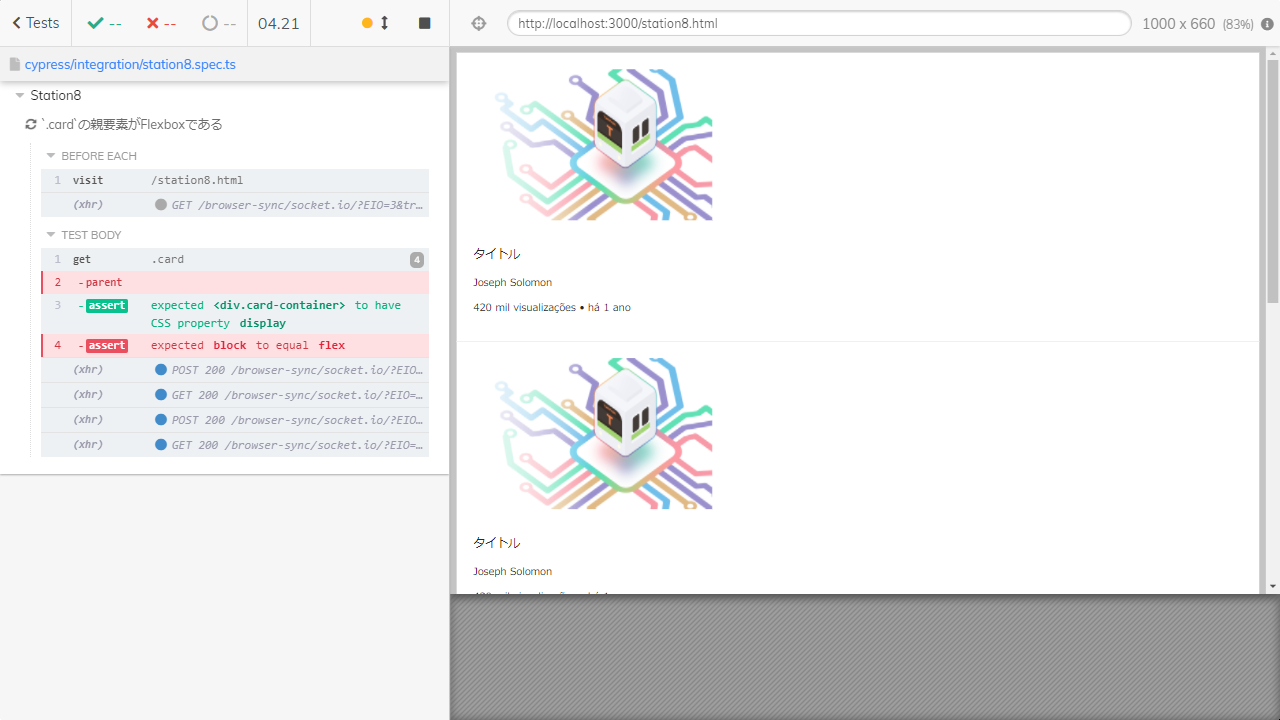 Tests
--
--
--
04.21
http://localhost:3000/station8.html
1000 x 660 (83%)
cypress/integration/station8.spec.ts
Station8
`.card`の親要素がFlexboxである
BEFORE EACH
1 visit /station8.html
(xhr) GET /browser-sync/socket.io/?EIO=3&tr…
TEST BODY
1 get .card 4
2 -parent
3 -assert expected <div.card-container> to have
CSS property display
4 -assert expected block to equal flex
(xhr) POST 200 /browser-sync/socket.io/?EIO…
(xhr) GET 200 /browser-sync/socket.io/?EIO=…
(xhr) POST 200 /browser-sync/socket.io/?EIO…
(xhr) GET 200 /browser-sync/socket.io/?EIO=…
T
タイトル
Joseph Solomon
420 mil visualizações • há 1 ano
T
タイトル
Joseph Solomon